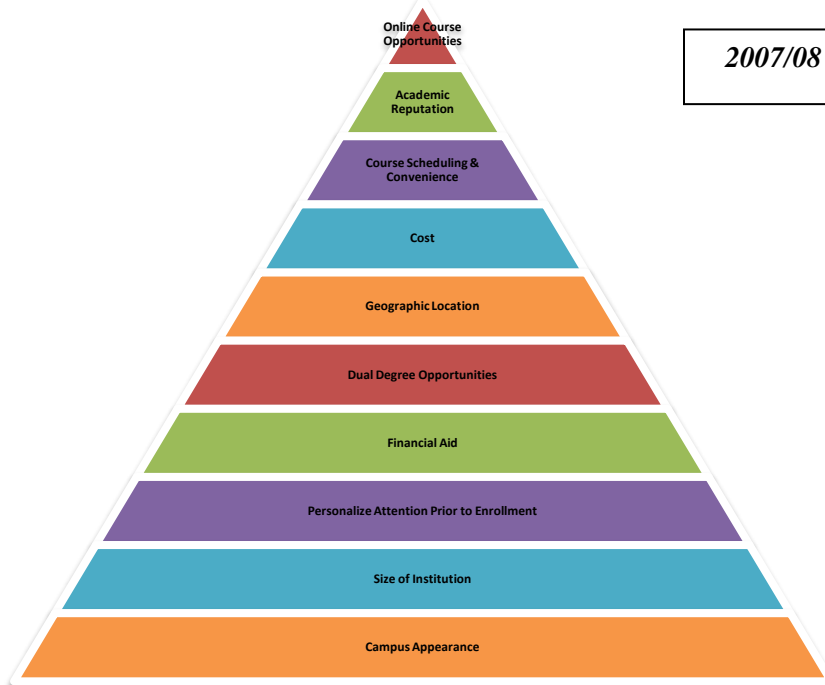 Online Course
Opportunities
2007/08
Academic
Reputation
Course Scheduling &
Convenience
Cost
Geographic Location
Dual Degree Opportunities
Financial Aid
Personalize Attention Prior to Enrollment
Size of Institution
Campus Appearance